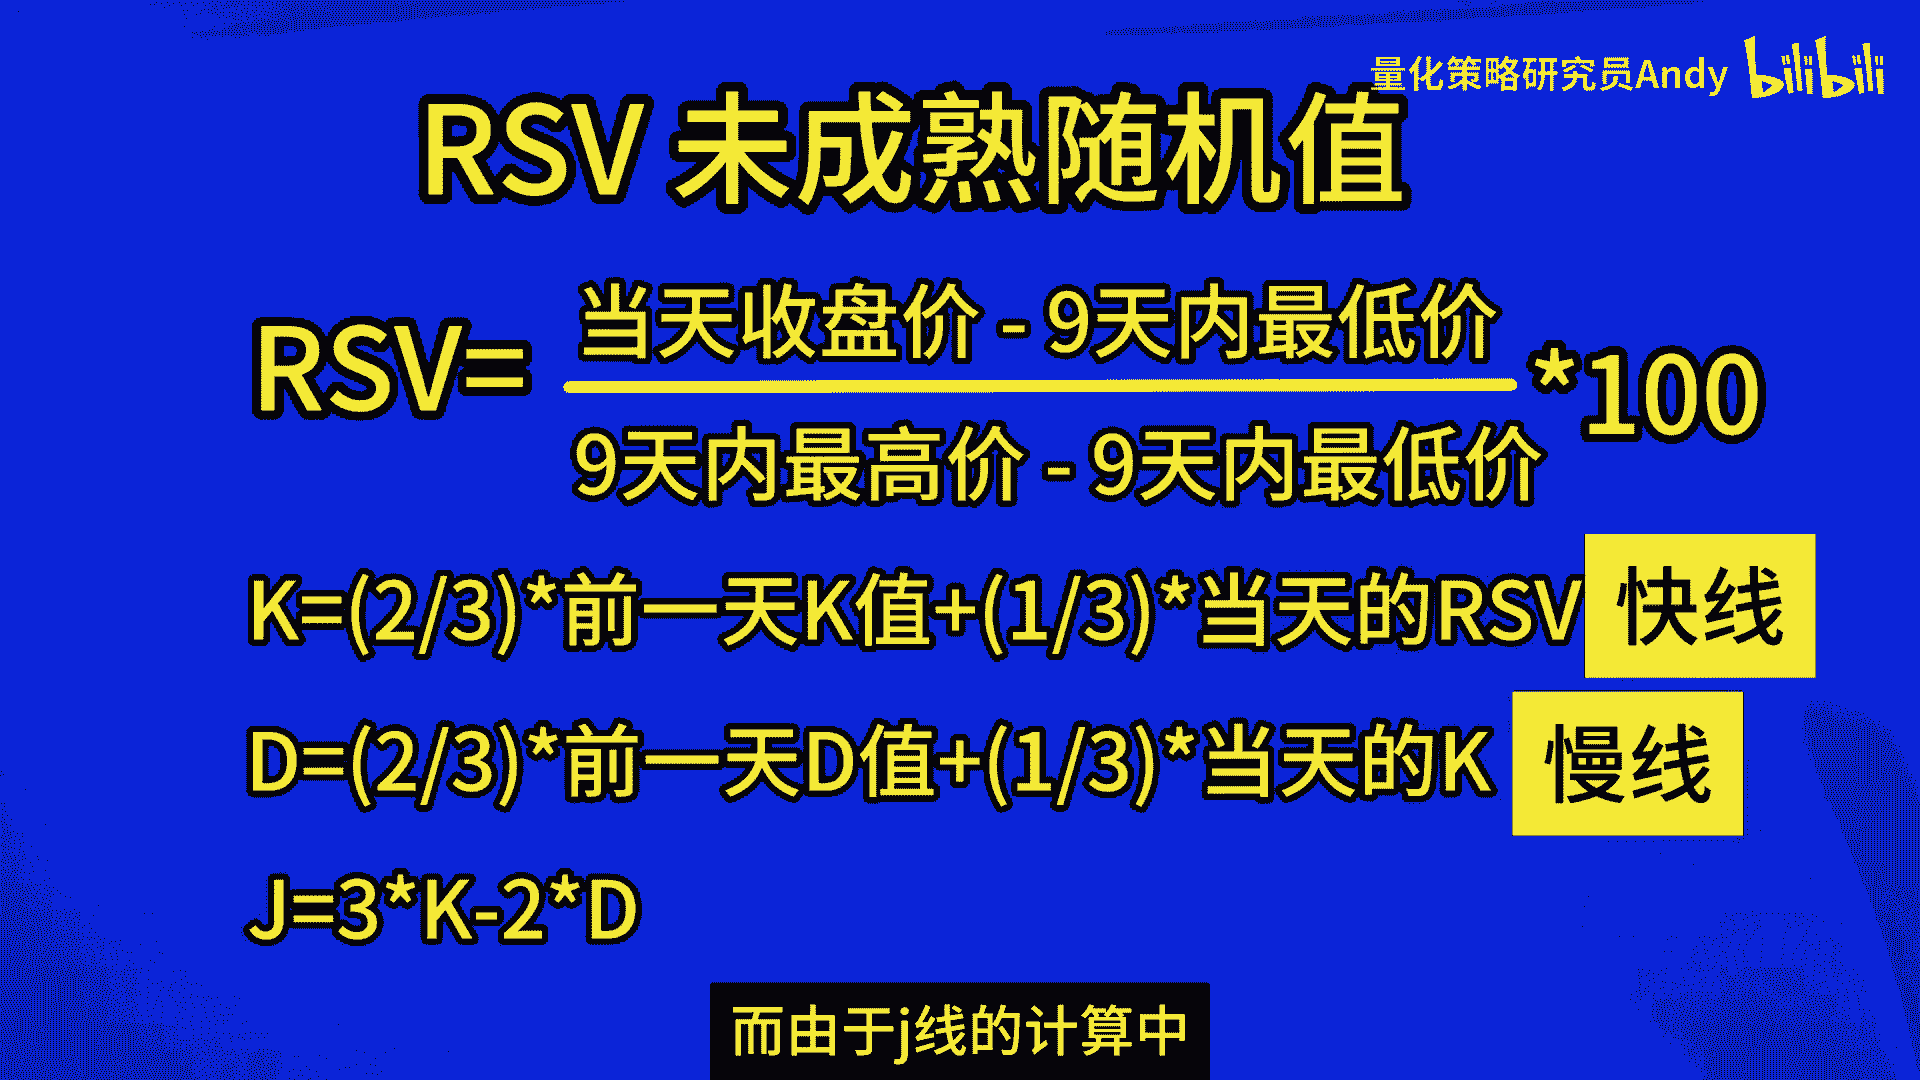 量化策略研究员Andy bilibili
RSV 未成熟随机值
当天收盘价 - 9天内最低价
RSV= *100
9天内最高价 - 9天内最低价
K=(2/3)*前一天K值+(1/3)*当天的RSV 快线
D=(2/3)*前一天D值+(1/3)*当天的K 慢线
J=3*K-2*D
而由于j线的计算中